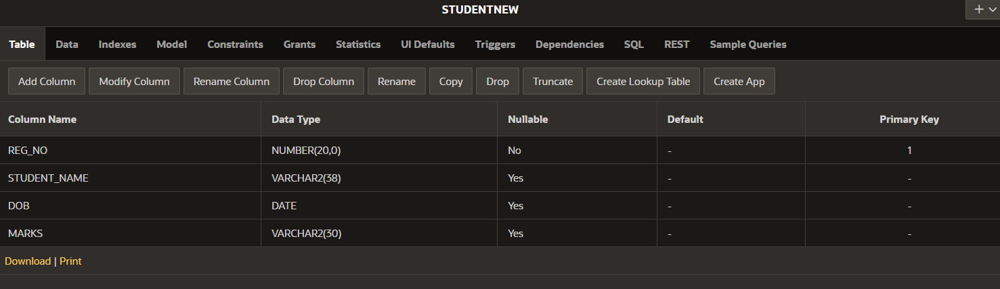 STUDENTNEW
Table Data Indexes Model Constraints Grants Statistics UI Defaults Triggers Dependencies SQL REST Sample Queries
Add Column Modify Column Rename Column Drop Column Rename Copy Drop Truncate Create Lookup Table Create App
Column Name Data Type Nullable Default Primary Key
REG_NO NUMBER(20,0) No - 1
STUDENT_NAME VARCHAR2(38) Yes - -
DOB DATE Yes - -
MARKS VARCHAR2(30) Yes - -
Download | Print